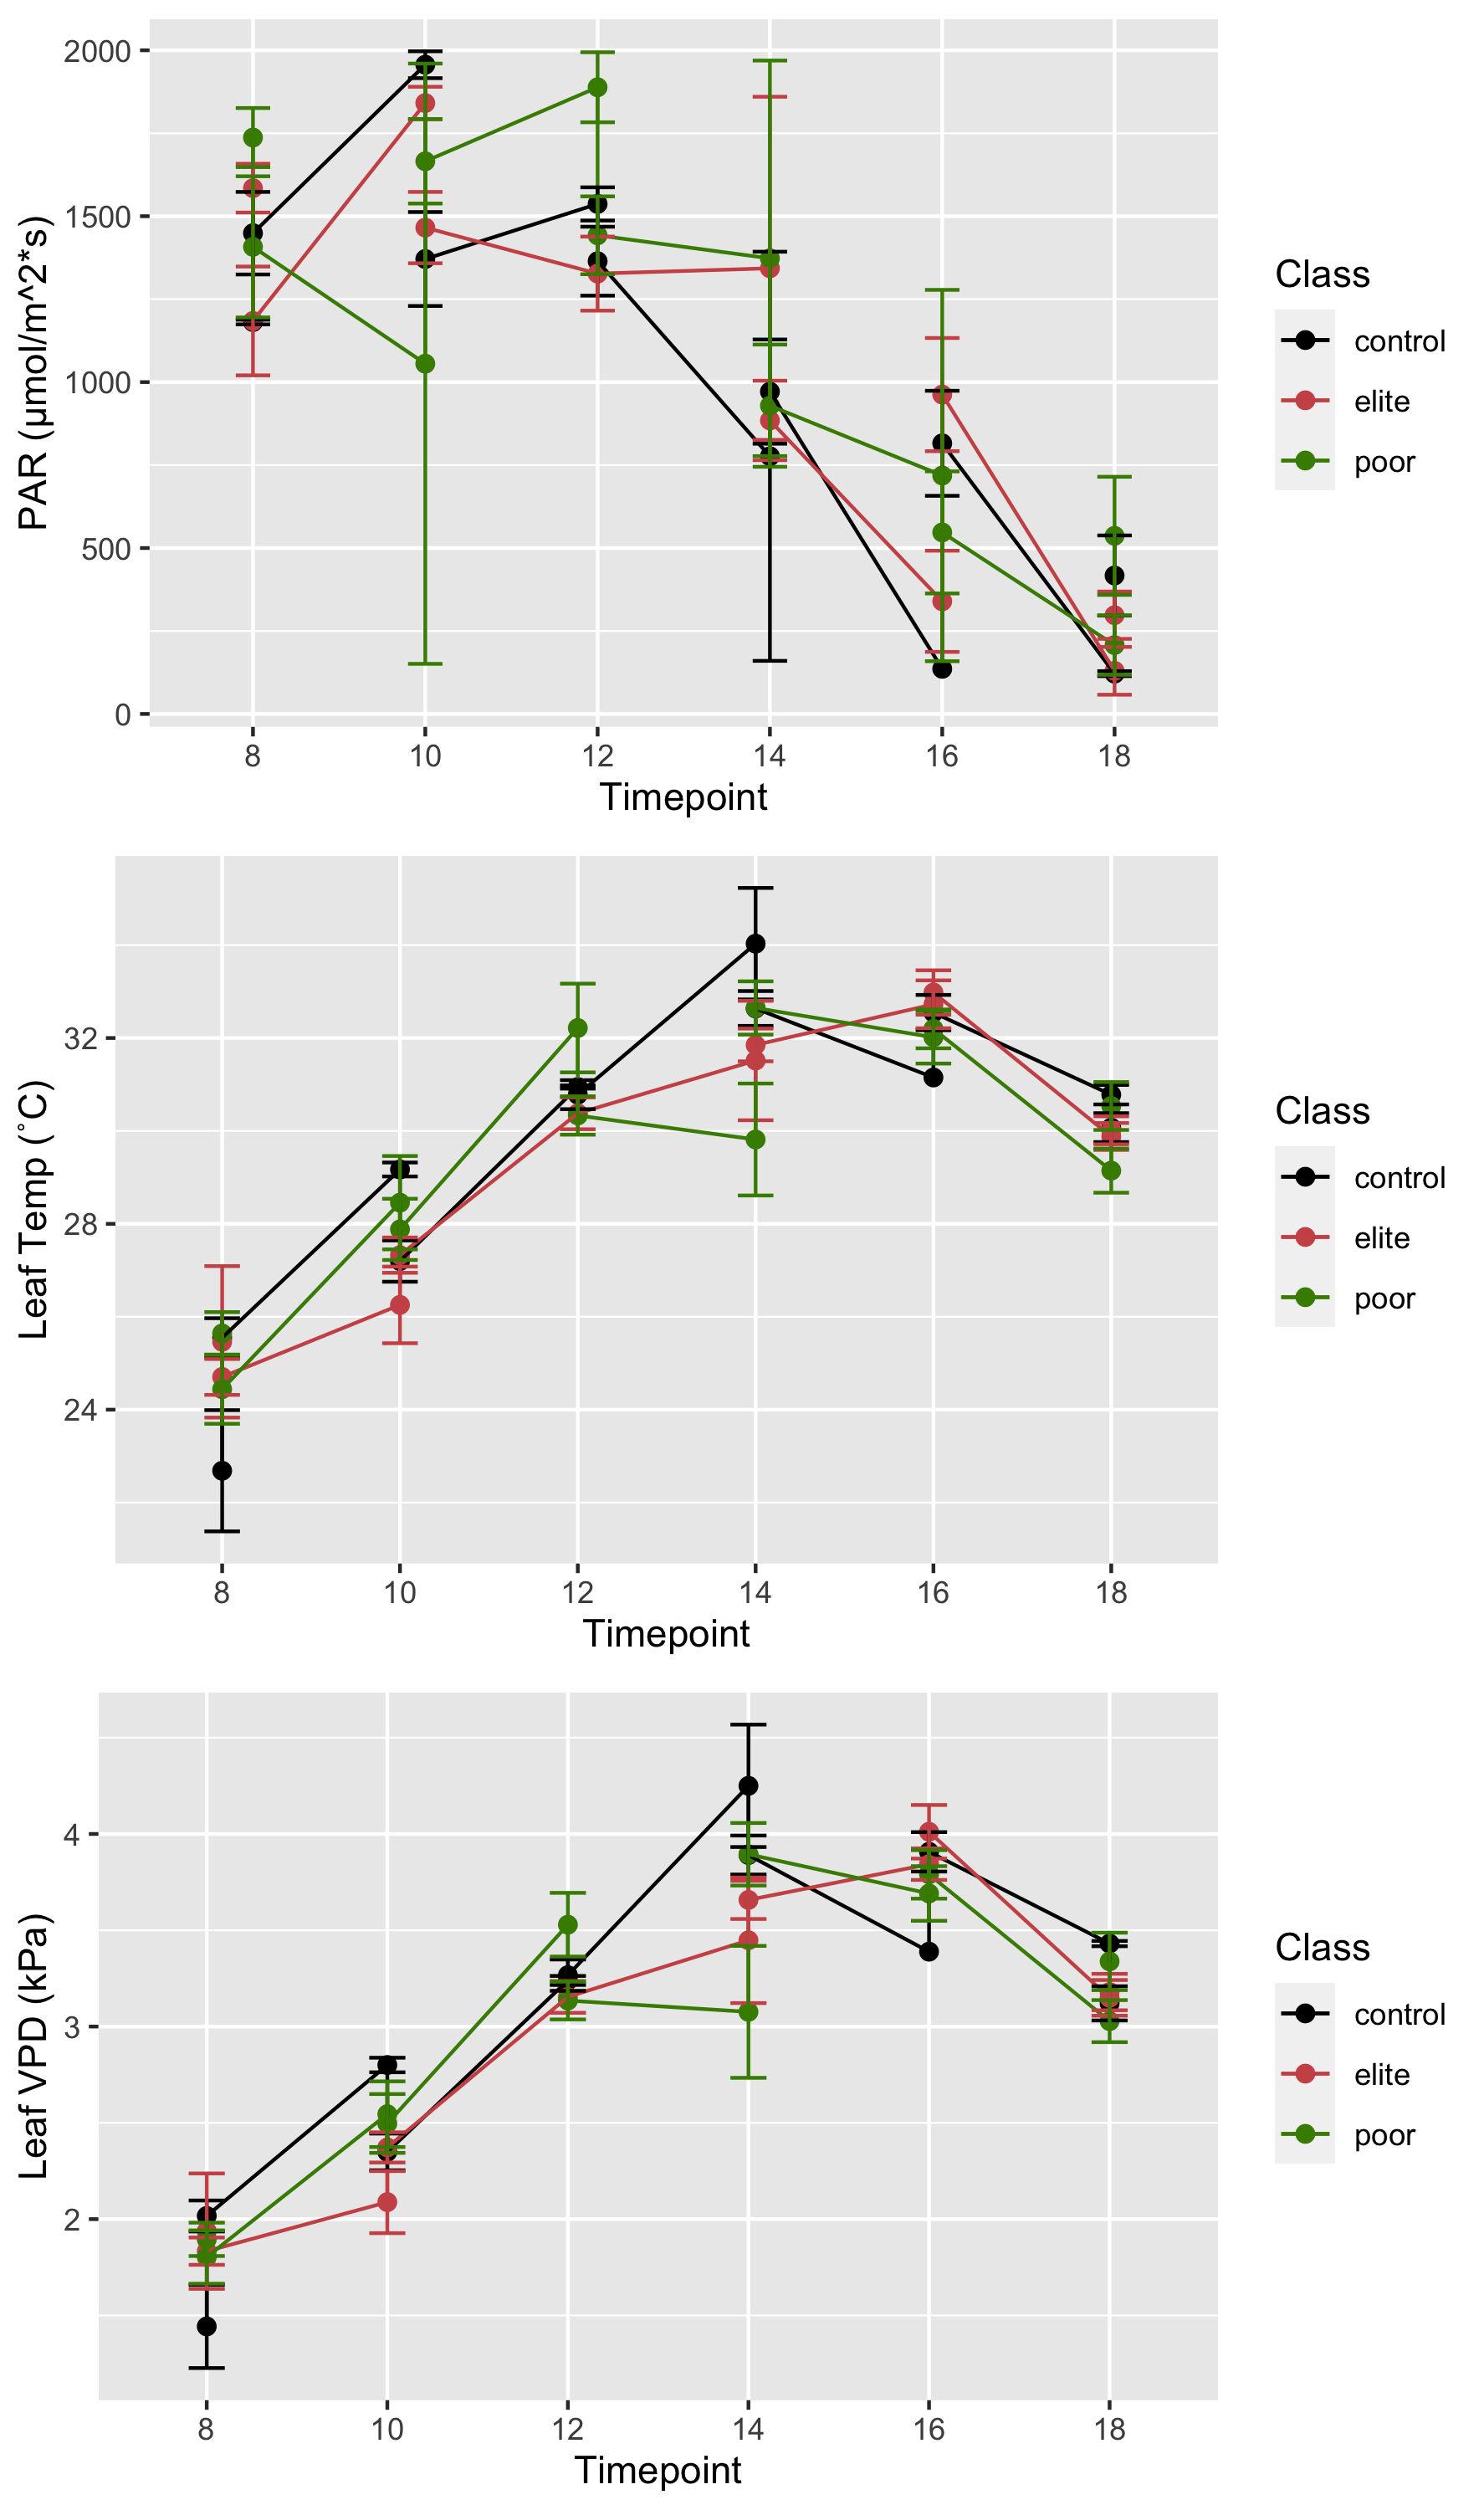 PAR (µmol/m^2*s)
2000
1500
1000
500
0
8 10 12 14 16 18
Timepoint
Class
control
elite
poor
Leaf Temp (˚C)
32
28
24
8 10 12 14 16 18
Timepoint
Class
control
elite
poor
Leaf VPD (kPa)
4
3
2
8 10 12 14 16 18
Timepoint
Class
control
elite
poor